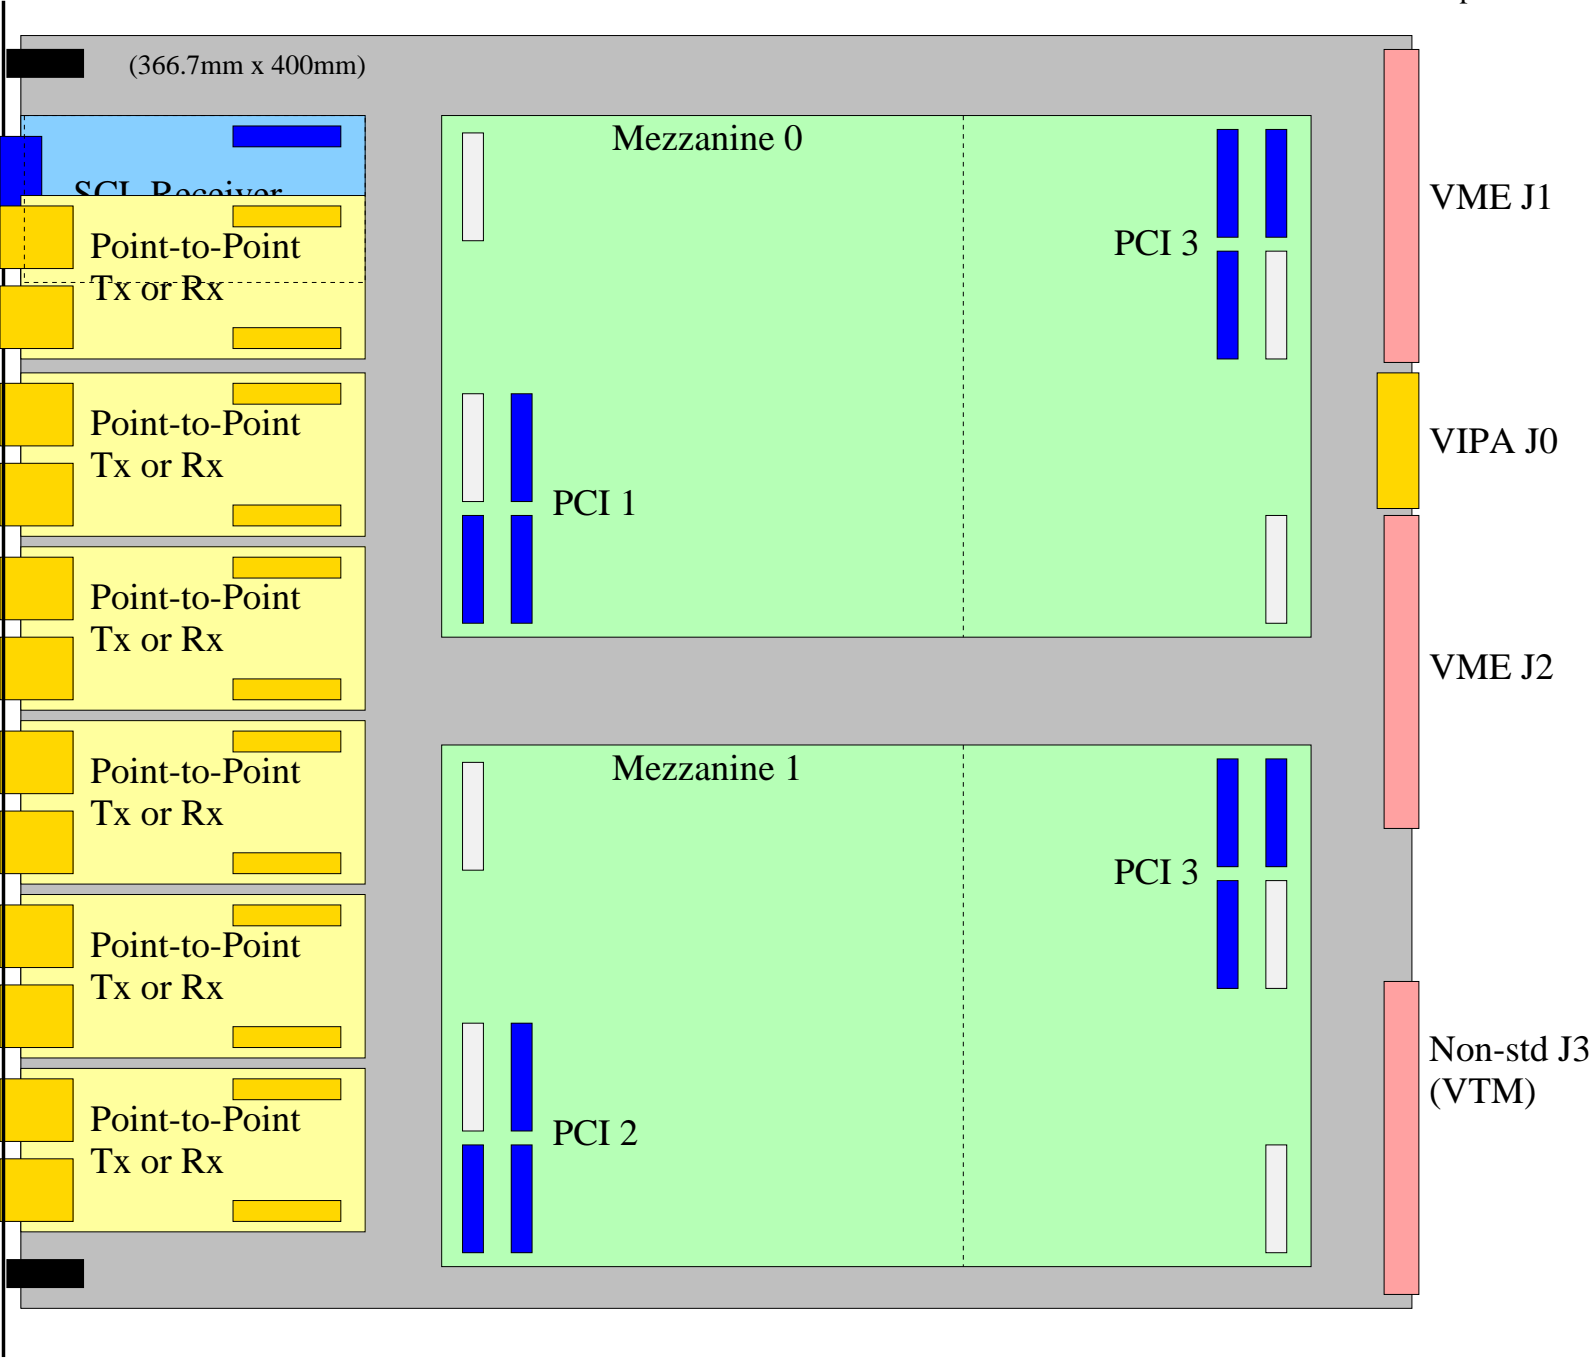 (366.7mm x 400mm)
SCL Receiver
Point-to-Point
Tx or Rx
Point-to-Point
Tx or Rx
Point-to-Point
Tx or Rx
Point-to-Point
Tx or Rx
Point-to-Point
Tx or Rx
Point-to-Point
Tx or Rx
Mezzanine 0
PCI 3
PCI 1
Mezzanine 1
PCI 3
PCI 2
VME J1
VIPA J0
VME J2
Non-std J3
(VTM)